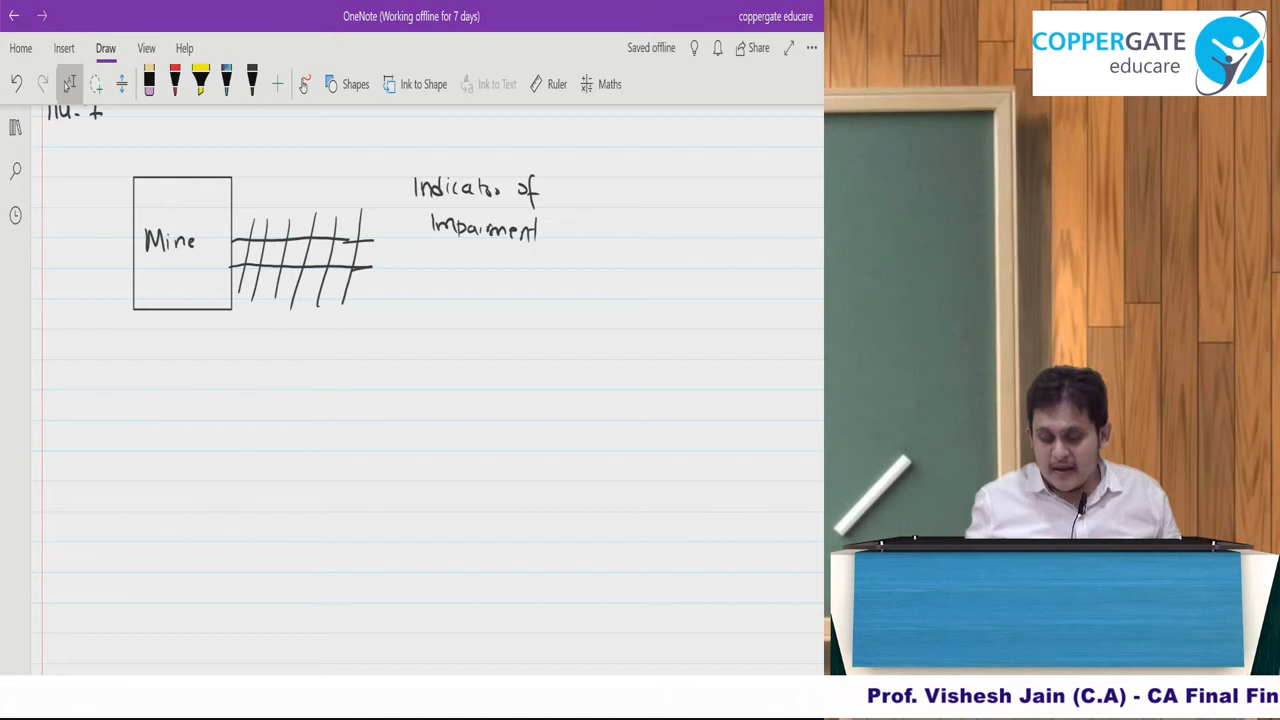 OneNote (Working offline for 7 days)
coppergate educare
Home Insert Draw View Help
Saved offline Share
Shapes Ink to Shape Ink to Text Ruler Maths
COPPERGATE
educare
Mine
Indicator of
Impairment
Prof. Vishesh Jain (C.A) - CA Final Fin